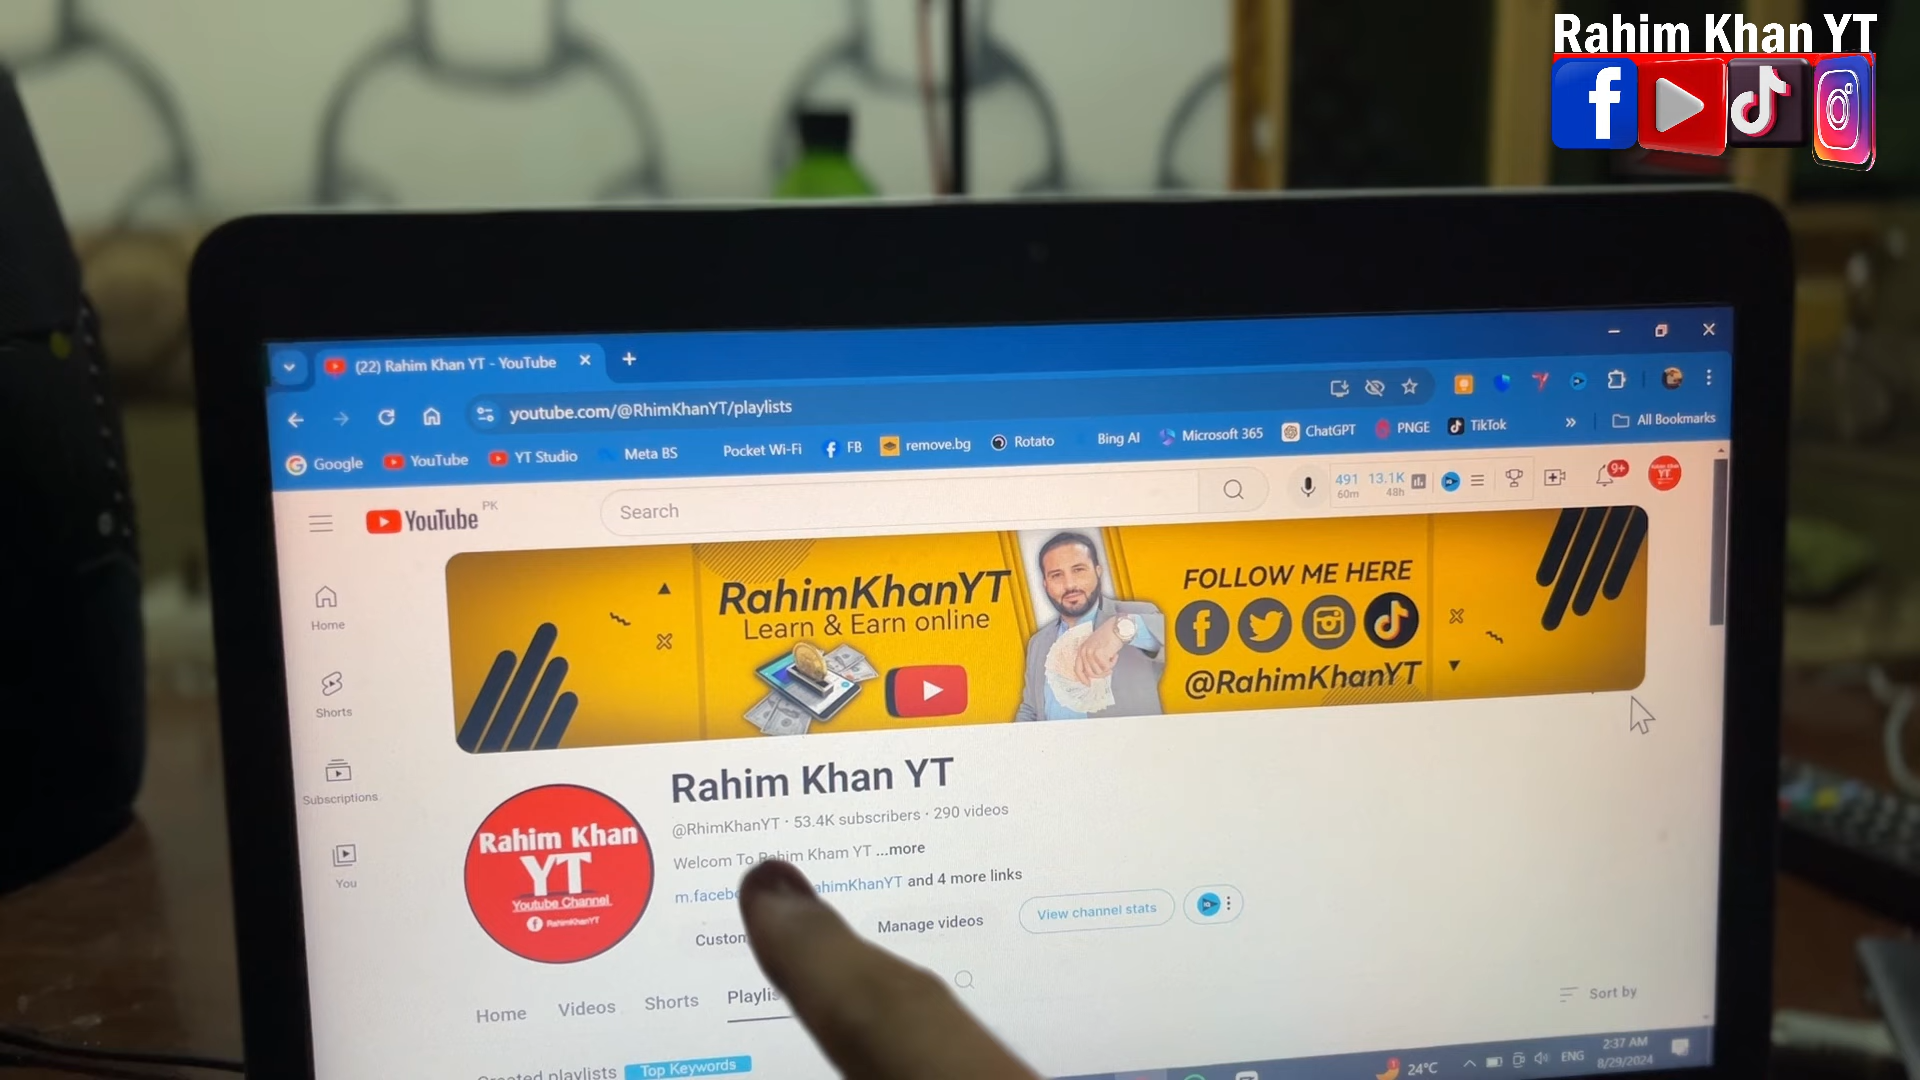 Rahim Khan YT
(22) Rahim Khan YT - YouTube
youtube.com/@RhimKhanYT/playlists
Google YouTube YT Studio Meta BS Pocket Wi-Fi FB remove.bg Rotato Bing AI Microsoft 365 ChatGPT PNGE TikTok » All Bookmarks
YouTube PK
Search
491 13.1K
60m 48h
9+
Home
Shorts
Subscriptions
You
RahimKhanYT
Learn & Earn online
FOLLOW ME HERE
@RahimKhanYT
Rahim Khan
YT
Youtube Channel
RahimKhanYT
Rahim Khan YT
@RhimKhanYT · 53.4K subscribers · 290 videos
Welcom To Rahim Kham YT ...more
m.facebo ahimKhanYT and 4 more links
Custom Manage videos View channel stats
Home Videos Shorts Playlis
Sort by
Created playlists Top Keywords
24°C ENG 2:37 AM
8/29/2024